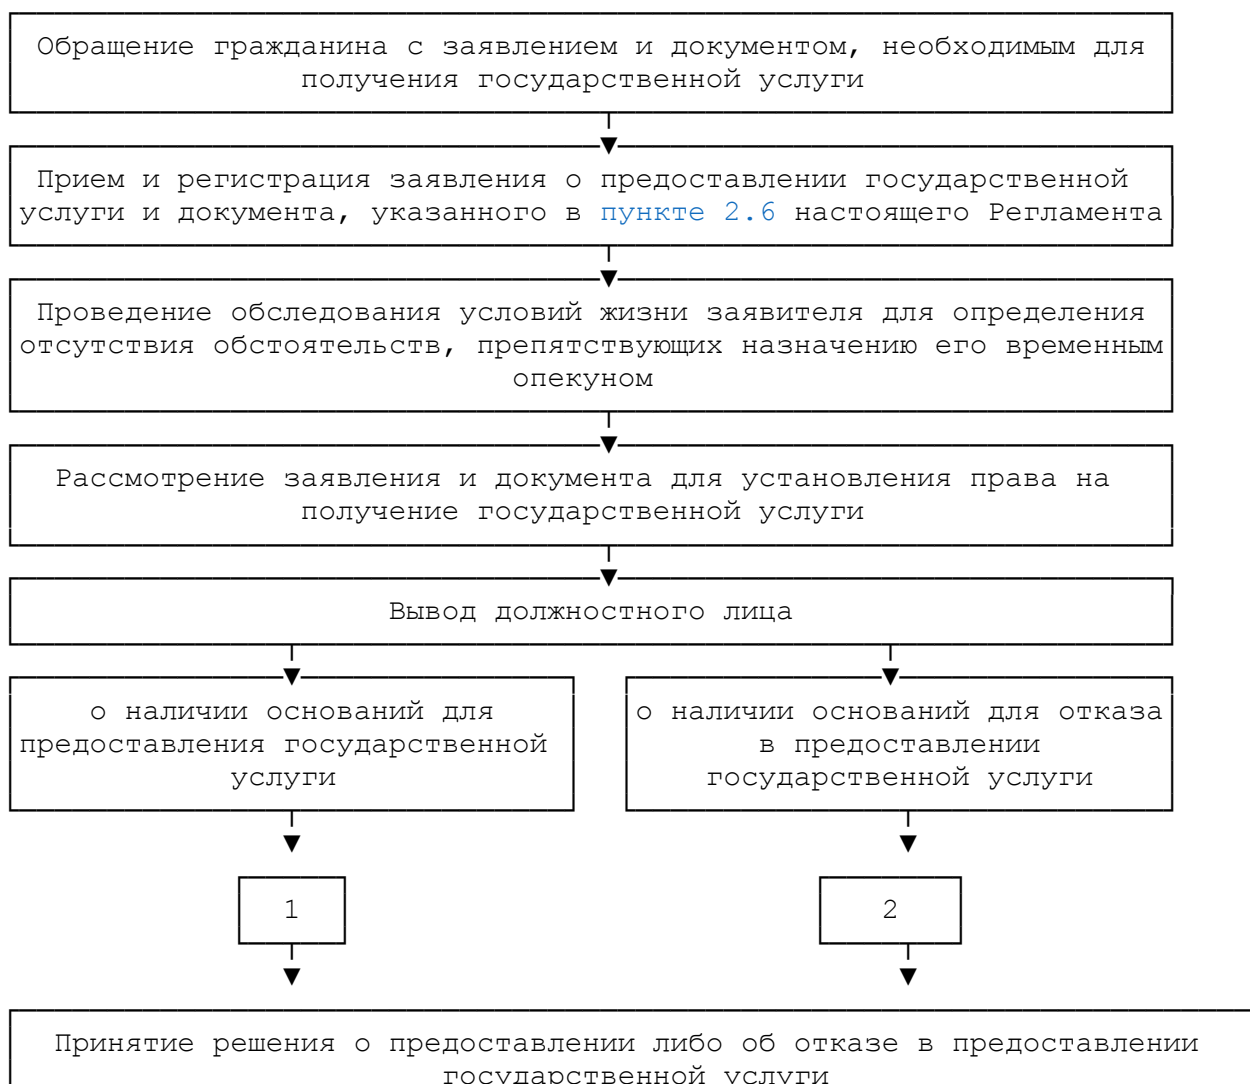 Обращение гражданина с заявлением и документом, необходимым для
получения государственной услуги
Прием и регистрация заявления о предоставлении государственной
услуги и документа, указанного в пункте 2.6 настоящего Регламента
Проведение обследования условий жизни заявителя для определения
отсутствия обстоятельств, препятствующих назначению его временным
опекуном
Рассмотрение заявления и документа для установления права на
получение государственной услуги
Вывод должностного лица
о наличии оснований для
предоставления государственной
услуги
о наличии оснований для отказа
в предоставлении
государственной услуги
1
2
Принятие решения о предоставлении либо об отказе в предоставлении
государственной услуги